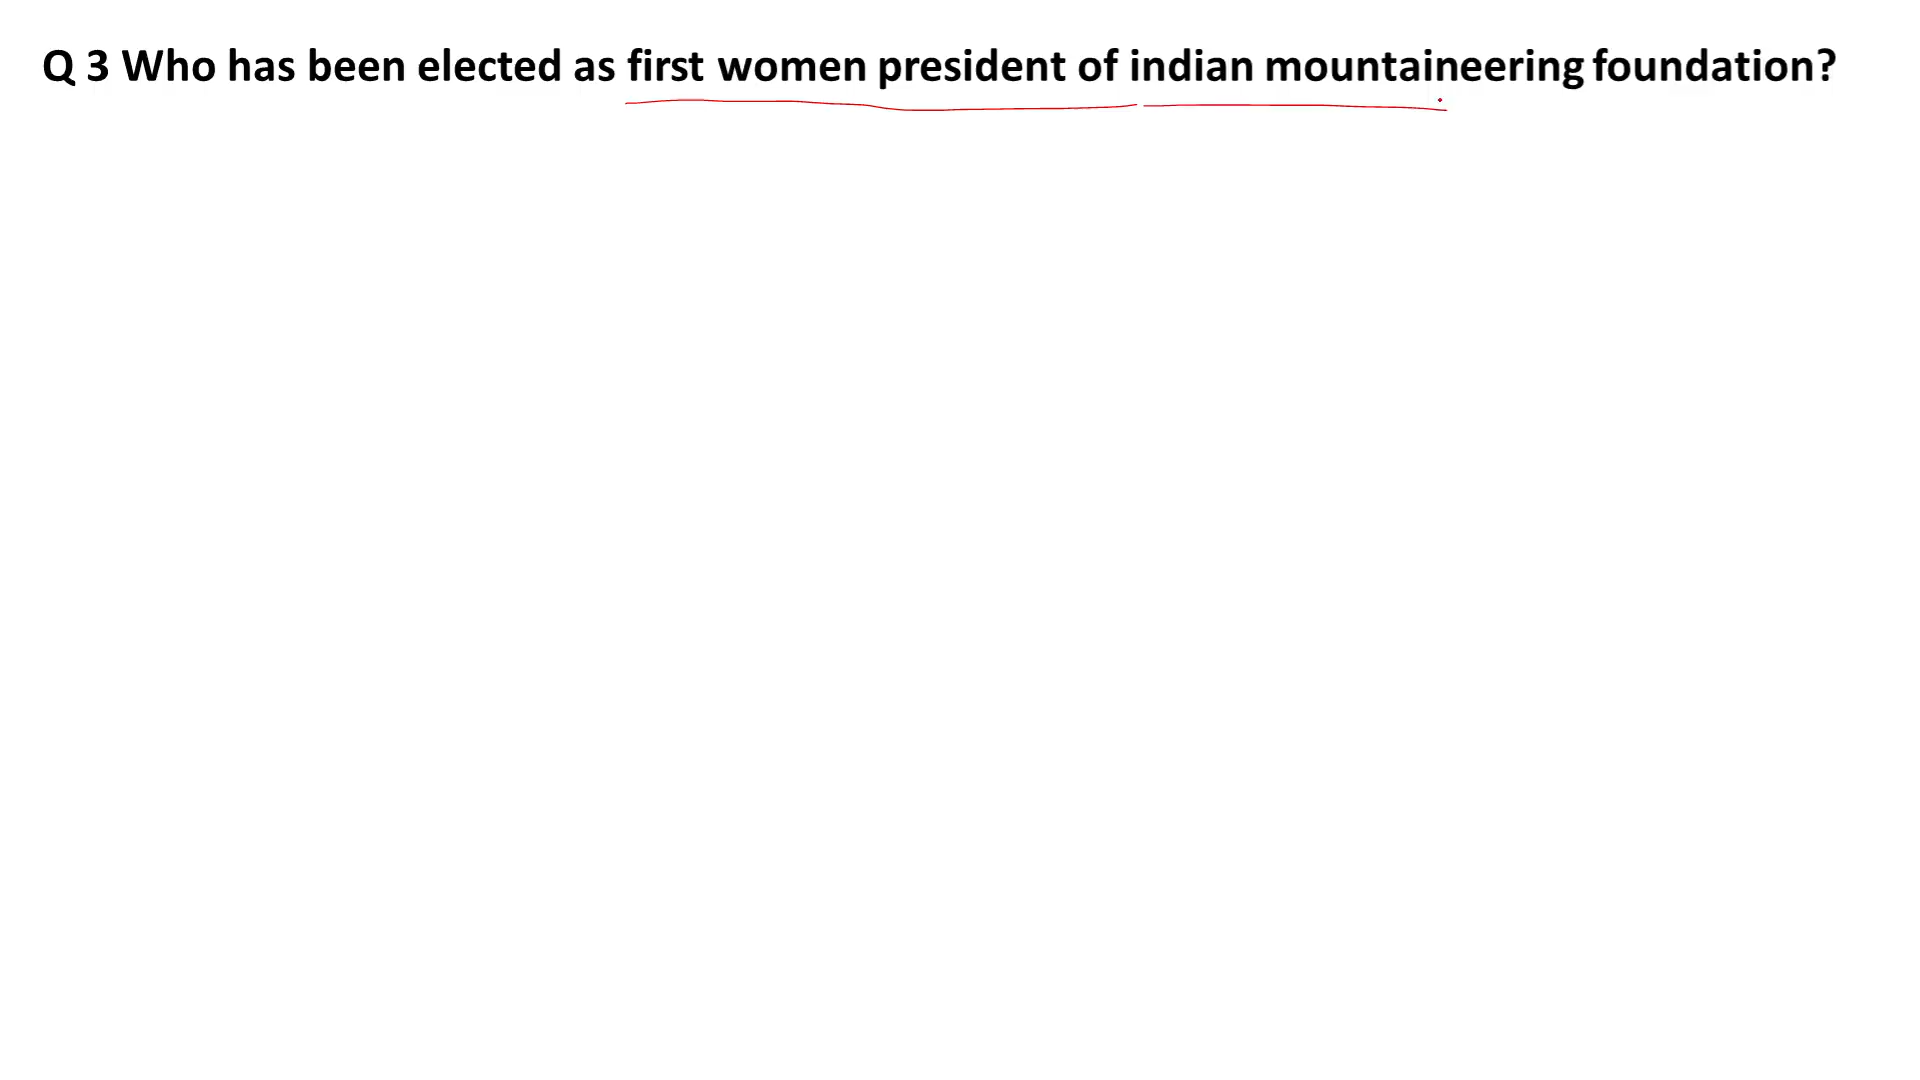 Q 3 Who has been elected as first women president of indian mountaineering foundation?